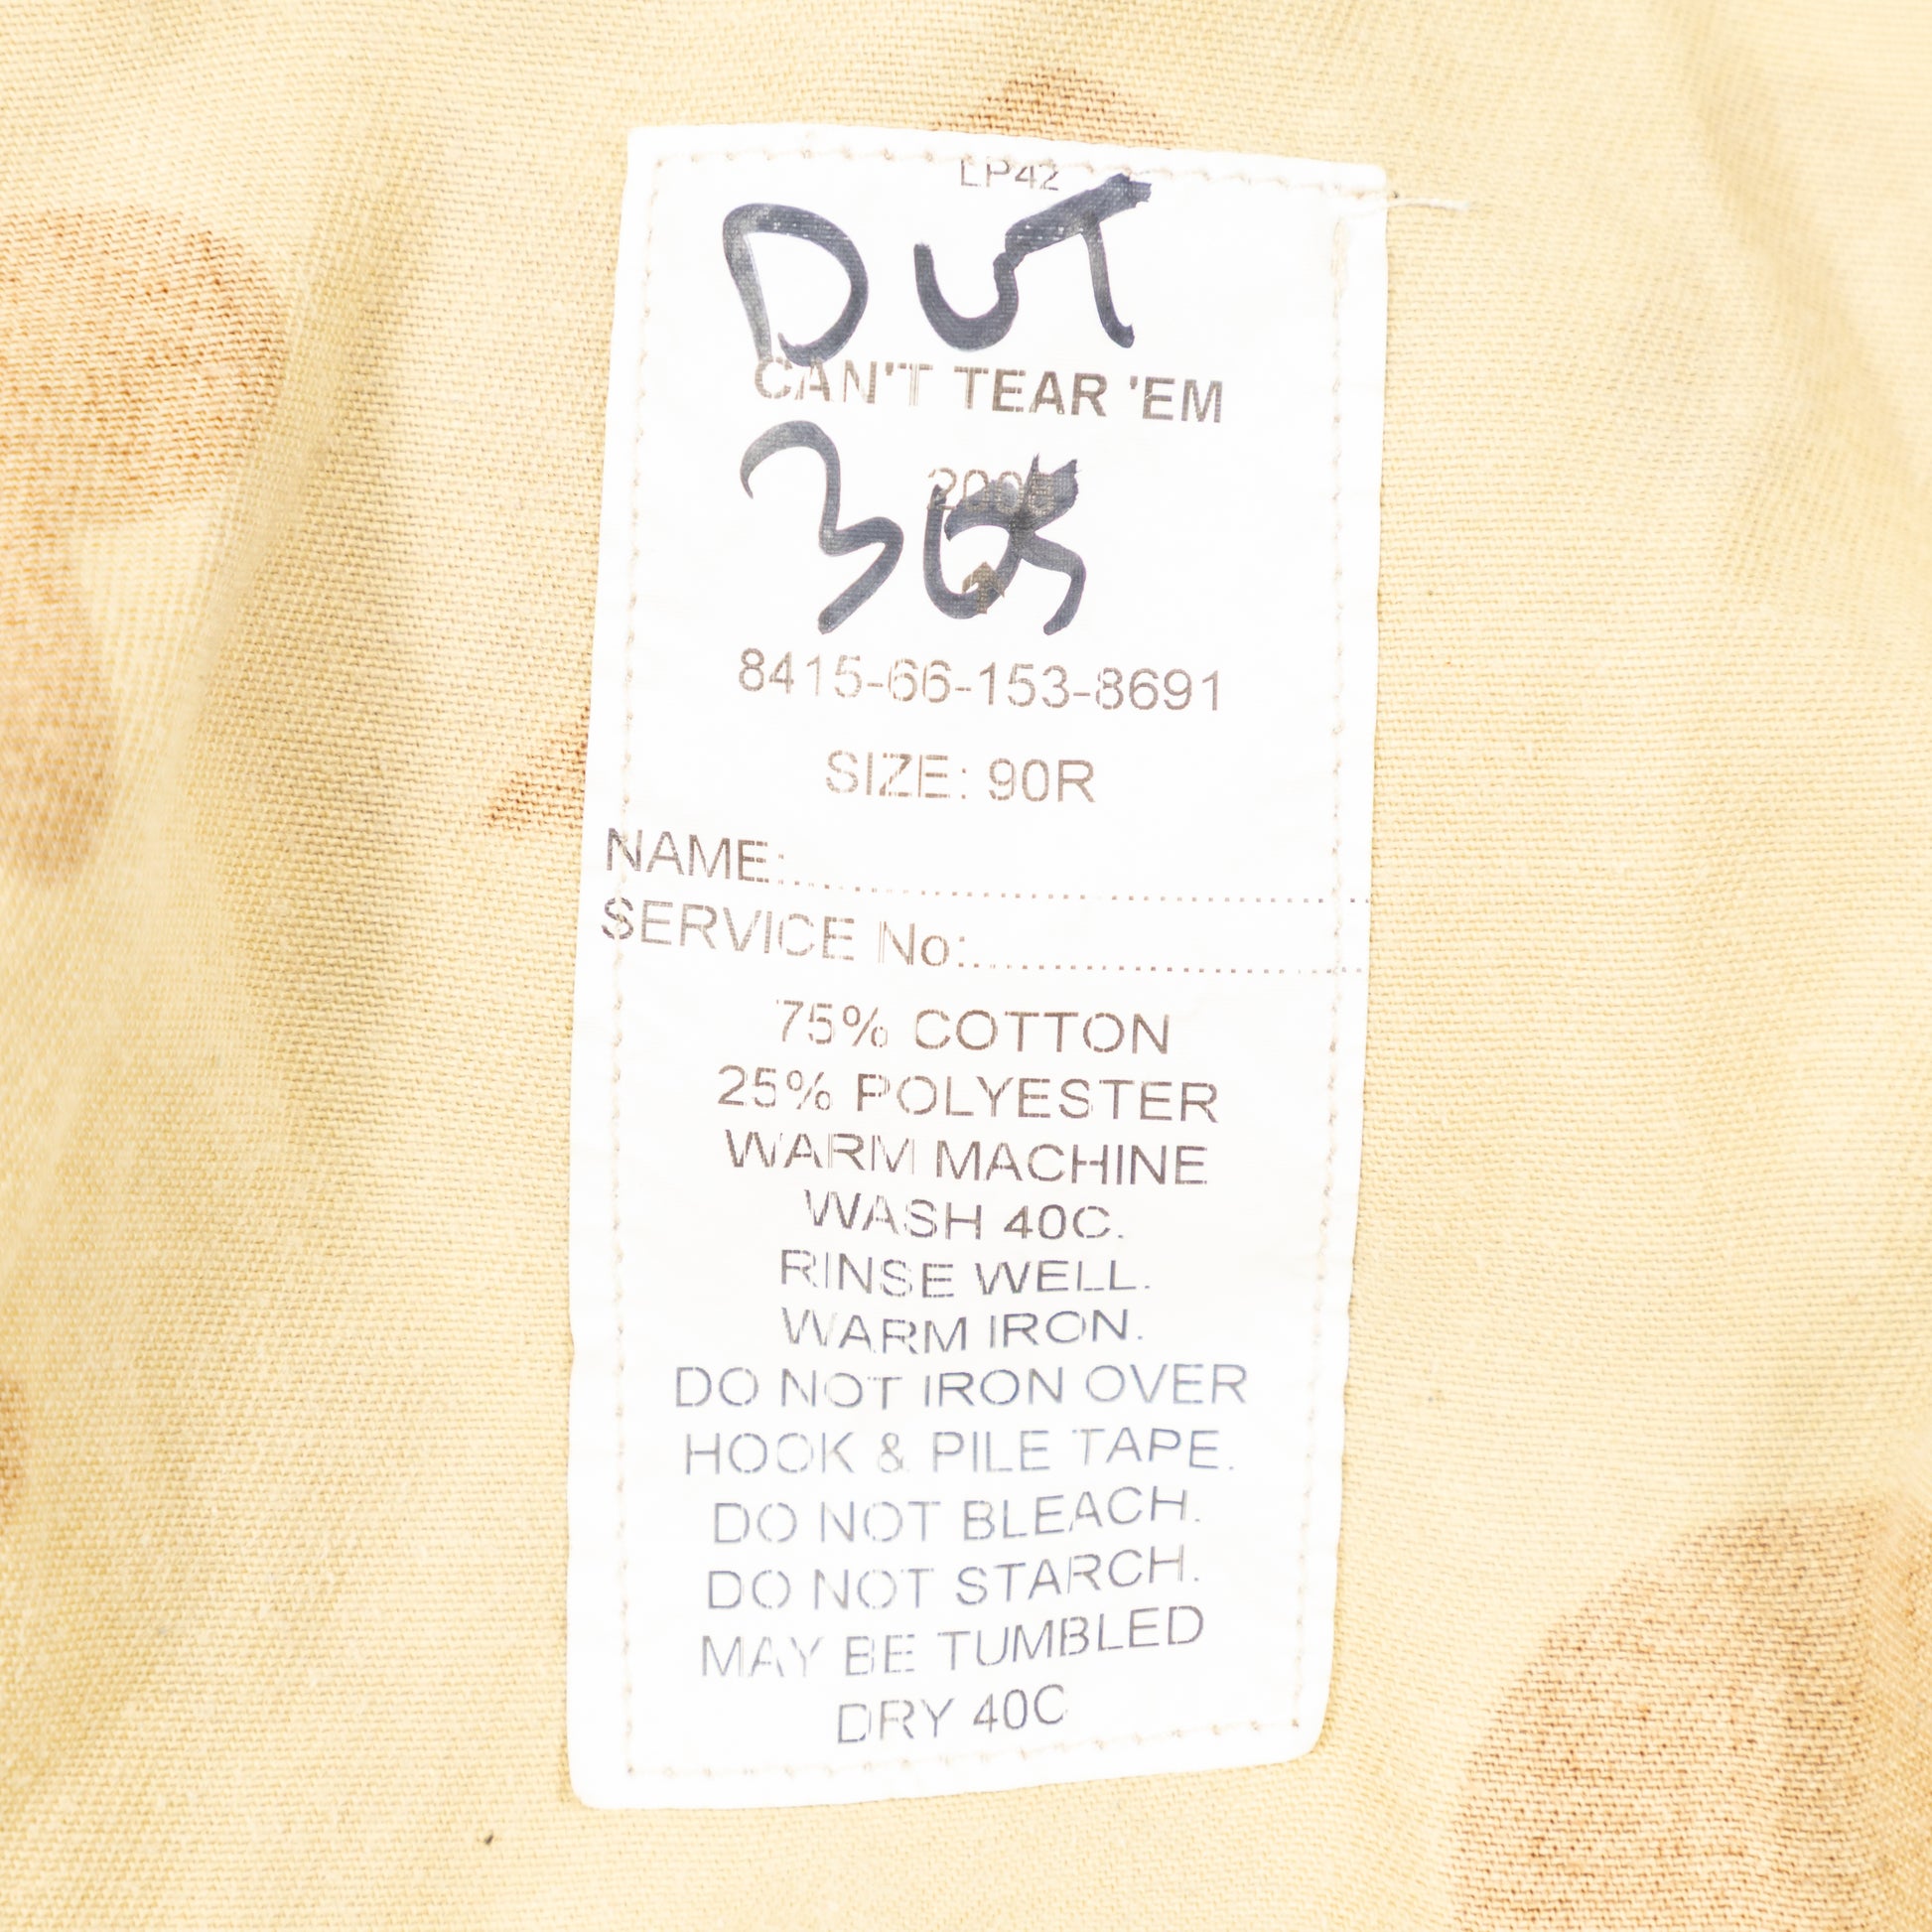 LP42
DUT
CAN'T TEAR 'EM
365
8415-66-153-8691
SIZE: 90R
NAME:
SERVICE No:
75% COTTON
25% POLYESTER
WARM MACHINE
WASH 40C.
RINSE WELL.
WARM IRON.
DO NOT IRON OVER
HOOK & PILE TAPE.
DO NOT BLEACH.
DO NOT STARCH.
MAY BE TUMBLED
DRY 40C